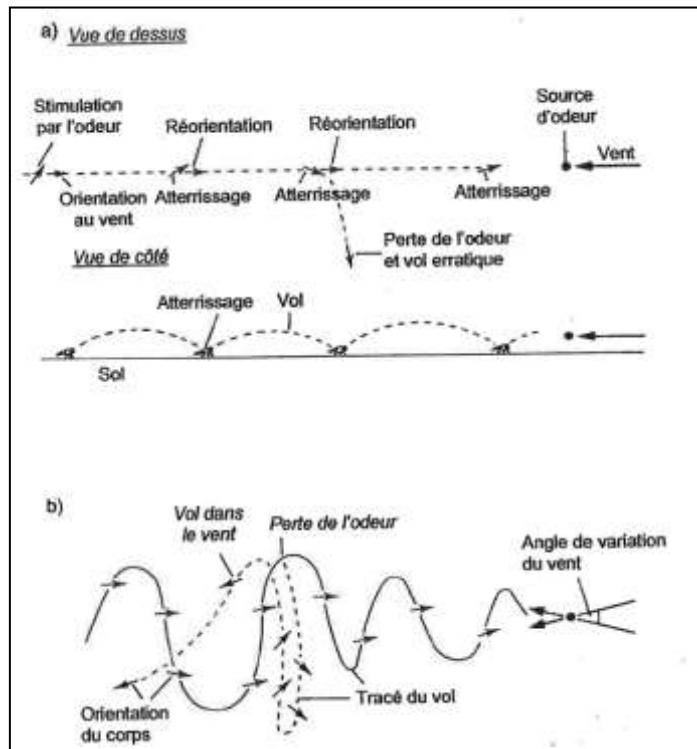 a) Vue de dessus
Stimulation
par l'odeur
Réorientation
Réorientation
Source
d'odeur
Vent
Orientation
au vent
Atterrissage
Atterrissage
Atterrissage
Perte de l'odeur
et vol erratique
Vue de côté
Atterrissage
Vol
Sol
b)
Vol dans
le vent
Perte de l'odeur
Angle de variation
du vent
Orientation
du corps
Tracé du vol